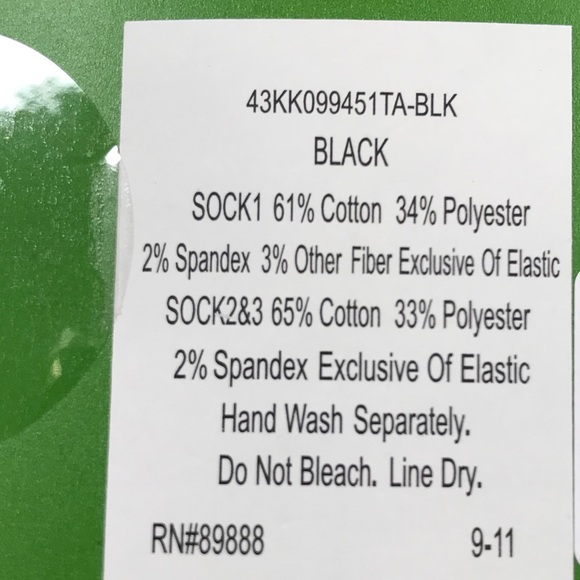 43KK099451TA-BLK
BLACK
SOCK1 61% Cotton 34% Polyester
2% Spandex 3% Other Fiber Exclusive Of Elastic
SOCK2&3 65% Cotton 33% Polyester
2% Spandex Exclusive Of Elastic
Hand Wash Separately.
Do Not Bleach. Line Dry.
RN#89888 9-11